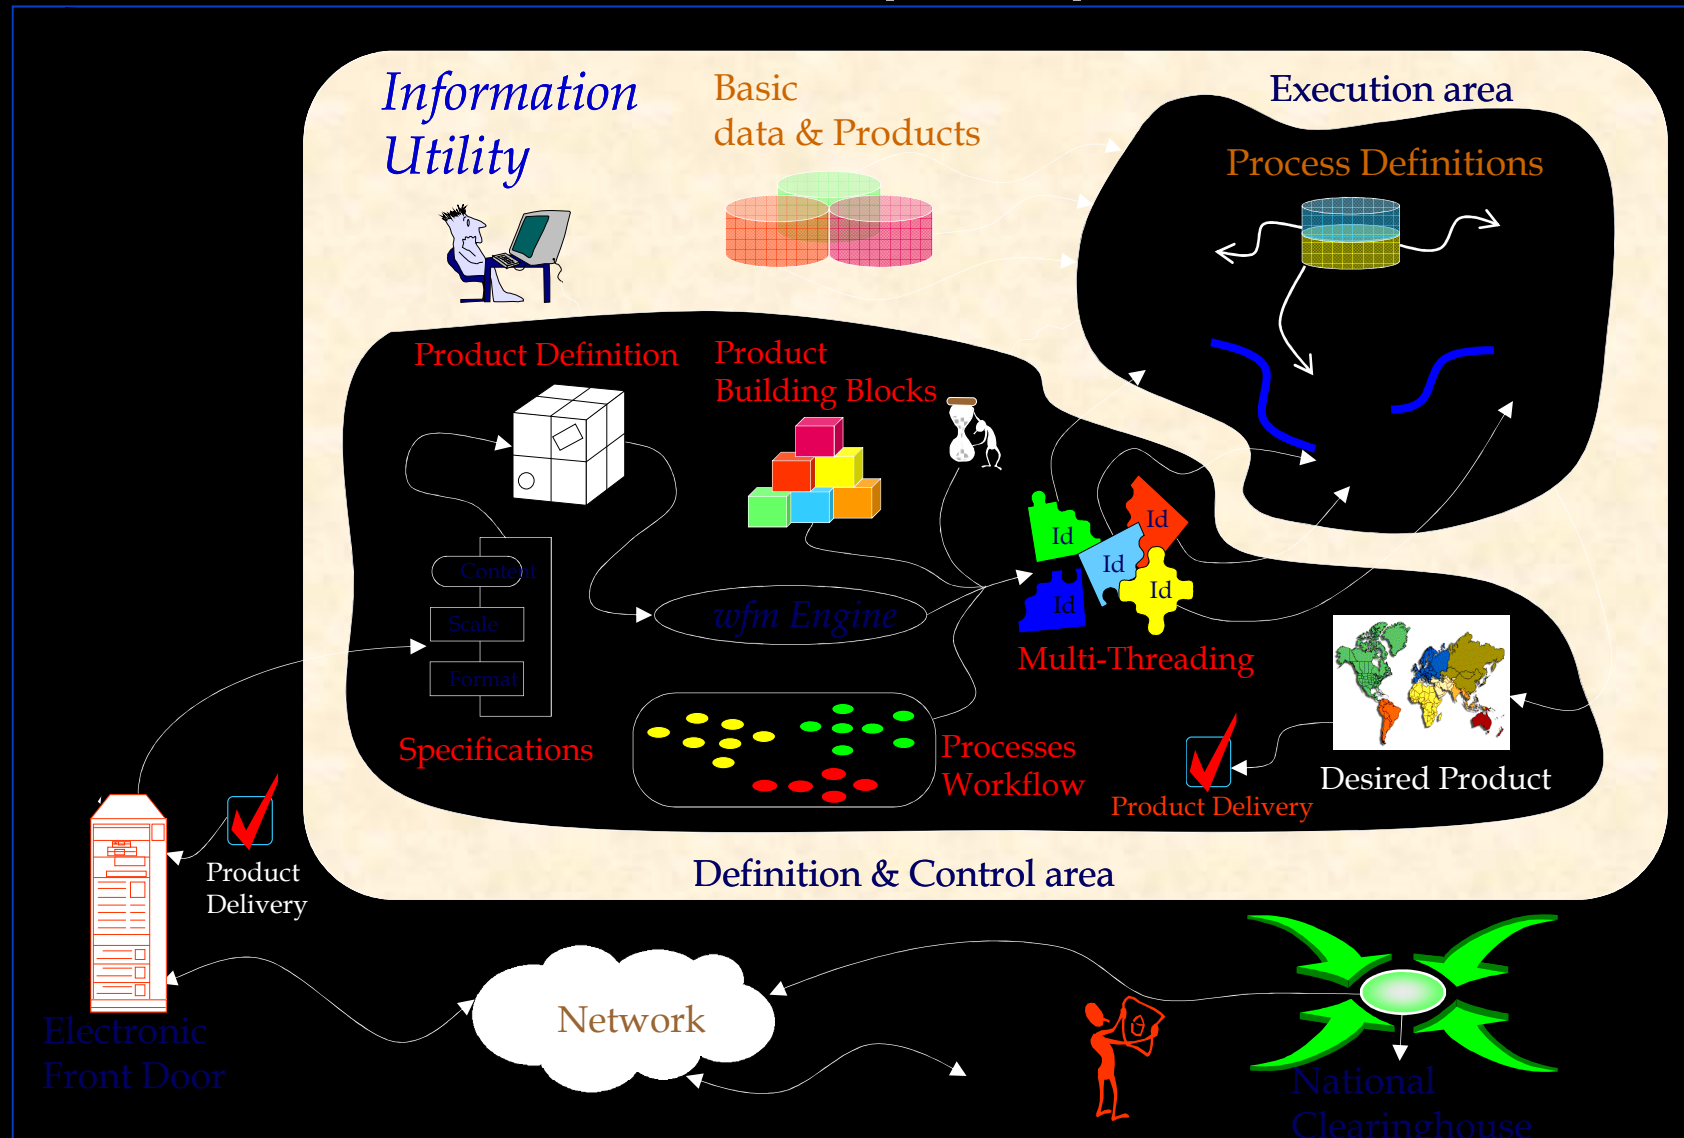 Information
Utility
Basic
data & Products
Execution area
Process Definitions
Product Definition
Product
Building Blocks
Id
Id
Id
Id
Id
Content
Scale
Format
wfm Engine
Multi-Threading
Specifications
Processes
Workflow
Desired Product
Product Delivery
Product
Delivery
Definition & Control area
Network
Electronic
Front Door
National
Clearinghouse